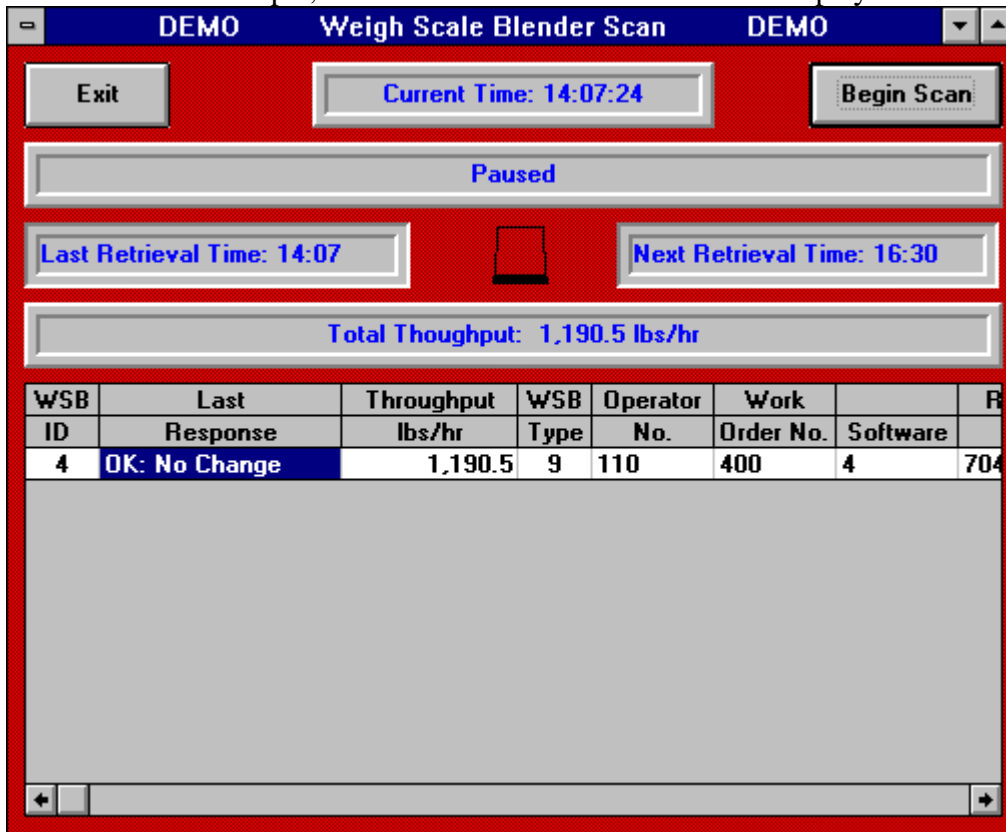 DEMO Weigh Scale Blender Scan DEMO
Exit
Current Time: 14:07:24
Begin Scan
Paused
Last Retrieval Time: 14:07
Next Retrieval Time: 16:30
Total Thoughput: 1,190.5 lbs/hr
WSB Last Throughput WSB Operator Work R
ID Response lbs/hr Type No. Order No. Software
4 OK: No Change 1,190.5 9 110 400 4 704